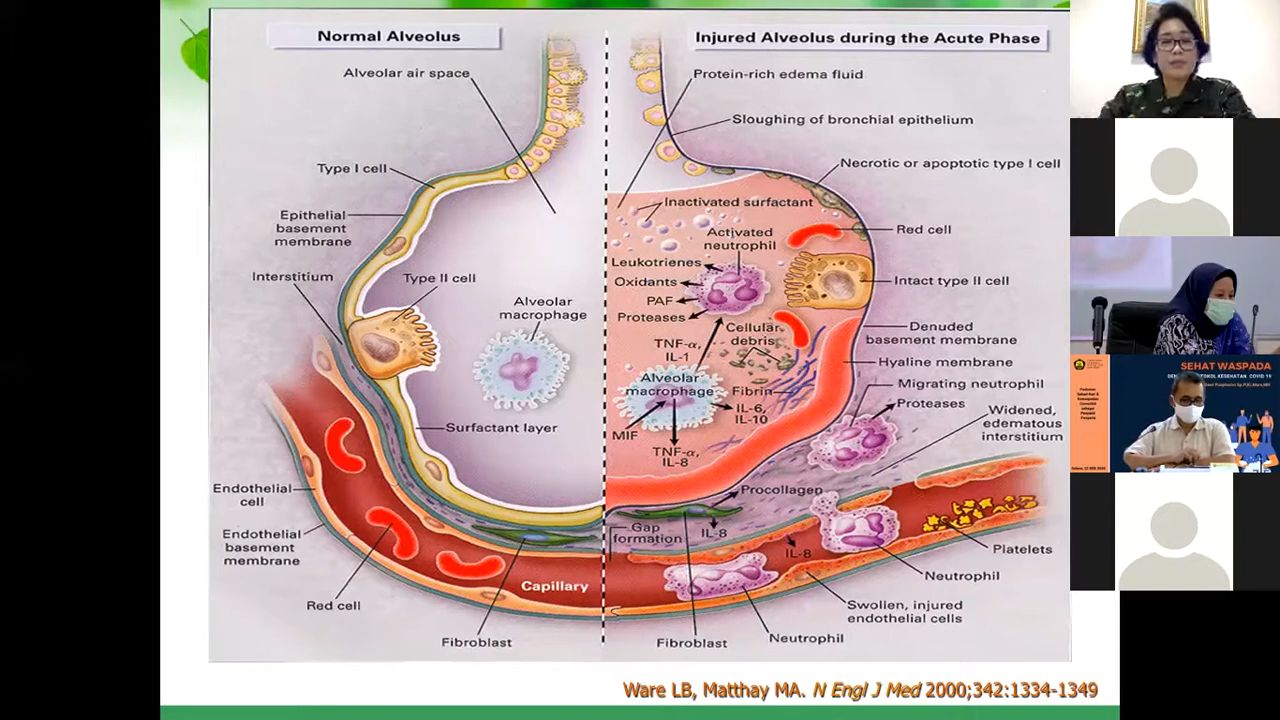 Normal Alveolus
Alveolar air space
Type I cell
Epithelial
basement
membrane
Interstitium
Type II cell
Alveolar
macrophage
Surfactant layer
Endothelial
cell
Endothelial
basement
membrane
Red cell
Capillary
Fibroblast
Injured Alveolus during the Acute Phase
Protein-rich edema fluid
Sloughing of bronchial epithelium
Necrotic or apoptotic type I cell
Inactivated surfactant
Activated
neutrophil
Red cell
Leukotrienes
Oxidants
PAF
Proteases
Intact type II cell
Cellular
debris
TNF-α,
IL-1
Denuded
basement membrane
Hyaline membrane
Alveolar
macrophage
Fibrin
Migrating neutrophil
Proteases
IL-6,
IL-10
MIF
TNF-α,
IL-8
Widened,
edematous
interstitium
Procollagen
Gap
formation
IL-8
IL-8
Platelets
Neutrophil
Swollen, injured
endothelial cells
Fibroblast
Neutrophil
Ware LB, Matthay MA. N Engl J Med 2000;342:1334-1349
SEHAT WASPADA